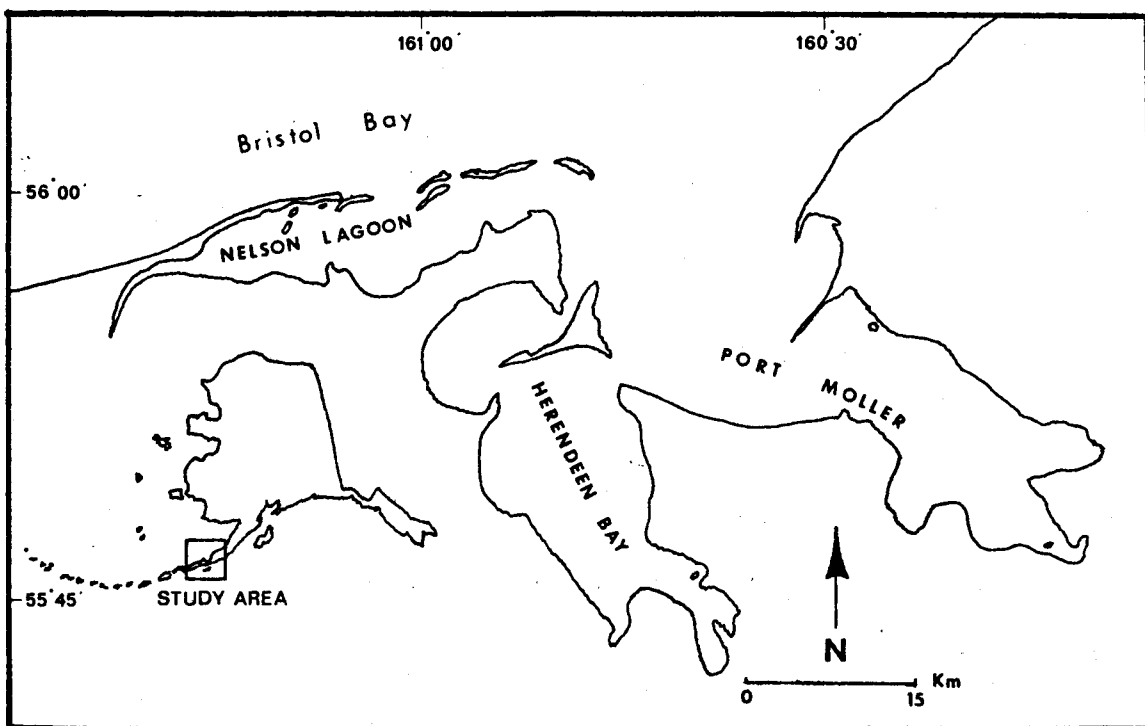 161°00'
160°30'
Bristol Bay
56°00'
NELSON LAGOON
PORT MOLLER
HERENDEEN BAY
55°45'
STUDY AREA
N
Km
0 15